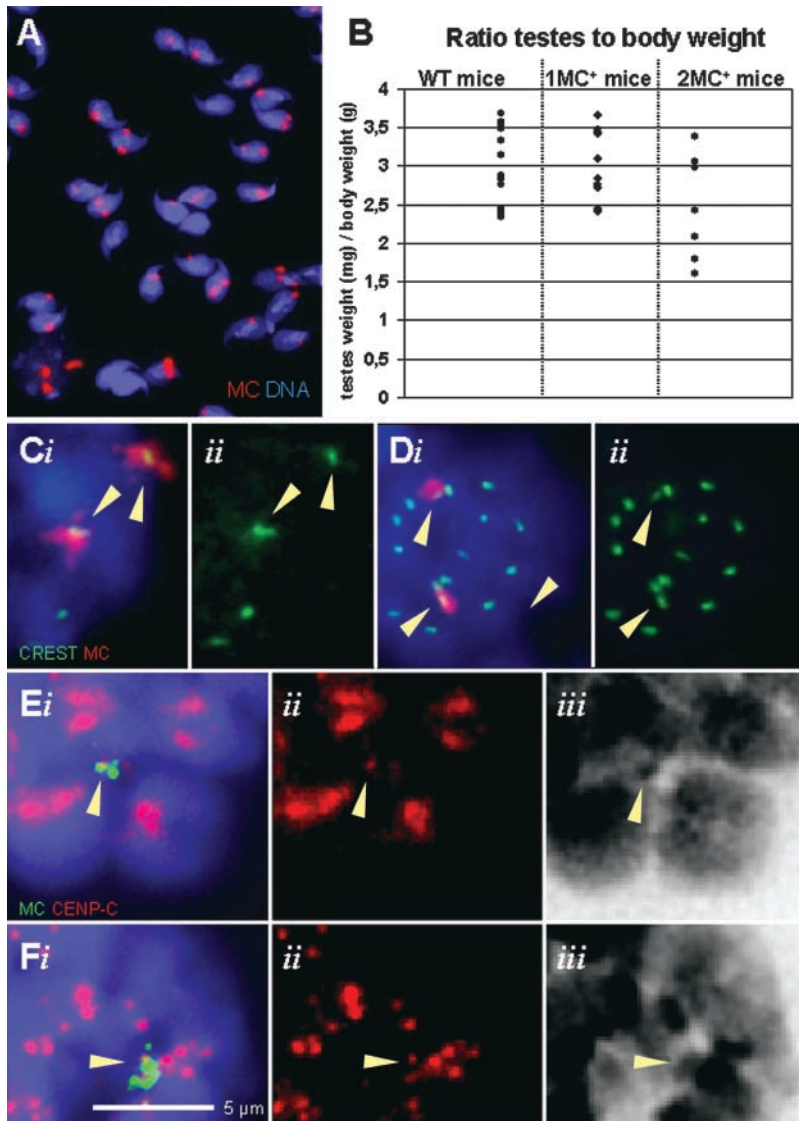 A
MC DNA
B
Ratio testes to body weight
WT mice
1MC⁺ mice
2MC⁺ mice
testes weight (mg) / body weight (g)
4
3,5
3
2,5
2
1,5
1
0,5
0
Ci
ii
Di
ii
CREST MC
Ei
ii
iii
MC CENP-C
Fi
ii
iii
5 µm